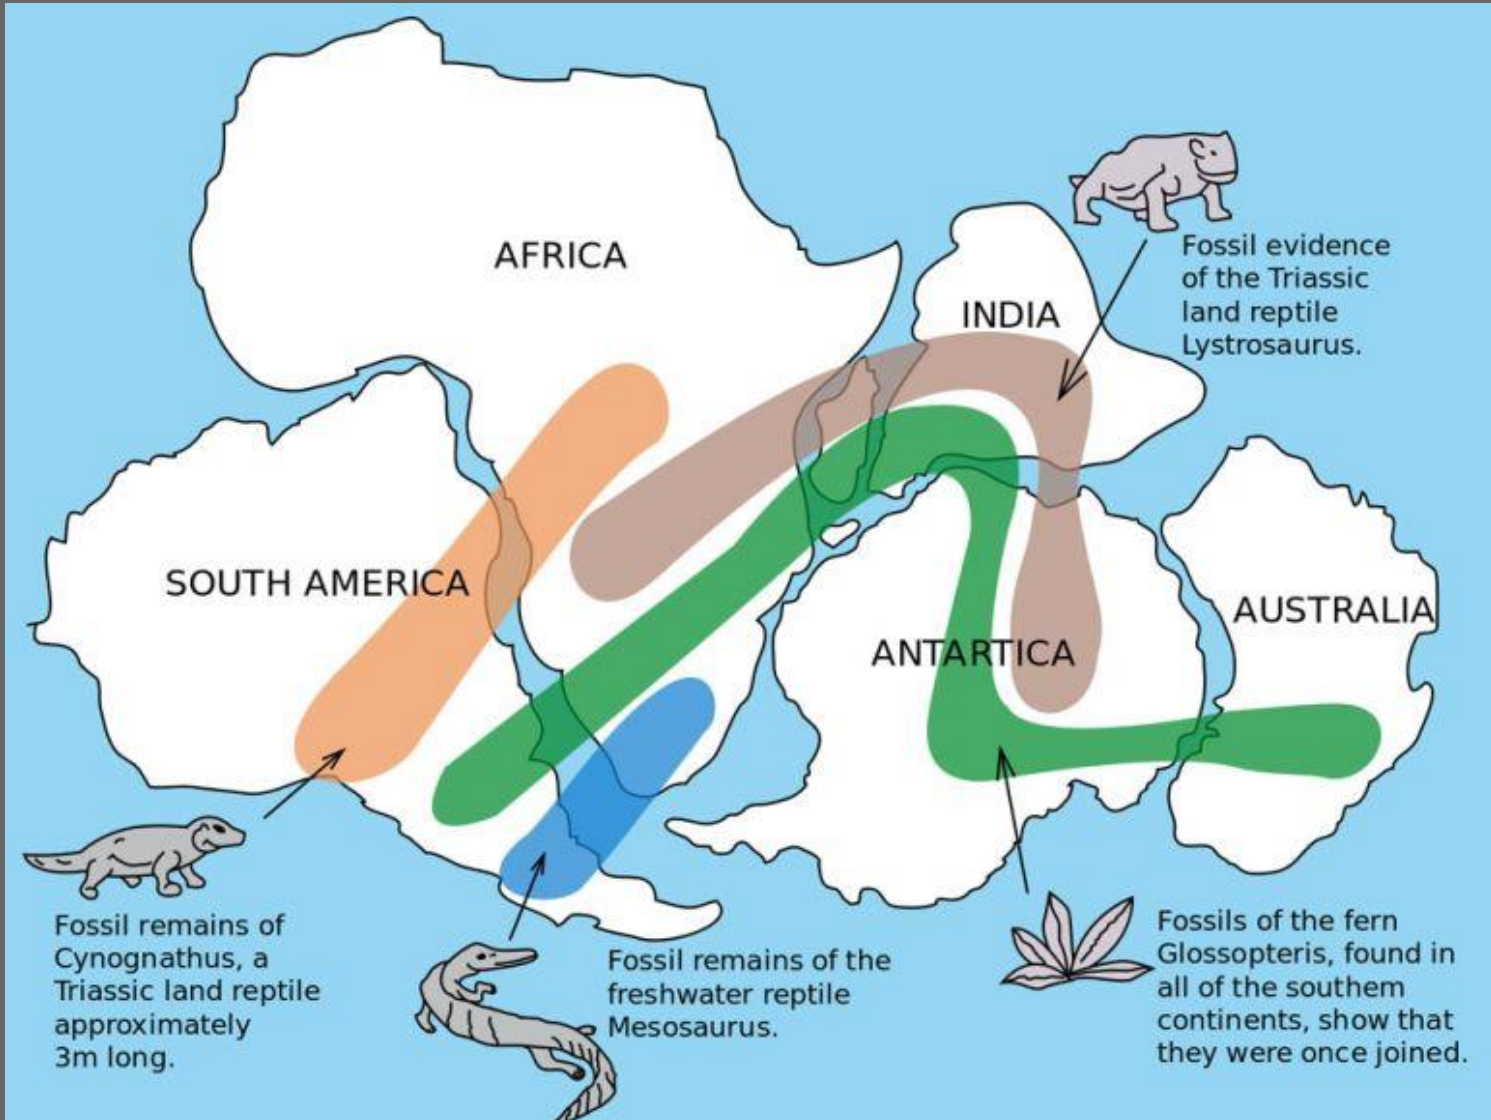 AFRICA
INDIA
Fossil evidence
of the Triassic
land reptile
Lystrosaurus.
SOUTH AMERICA
ANTARTICA
AUSTRALIA
Fossil remains of
Cynognathus, a
Triassic land reptile
approximately
3m long.
Fossil remains of the
freshwater reptile
Mesosaurus.
Fossils of the fern
Glossopteris, found in
all of the southem
continents, show that
they were once joined.